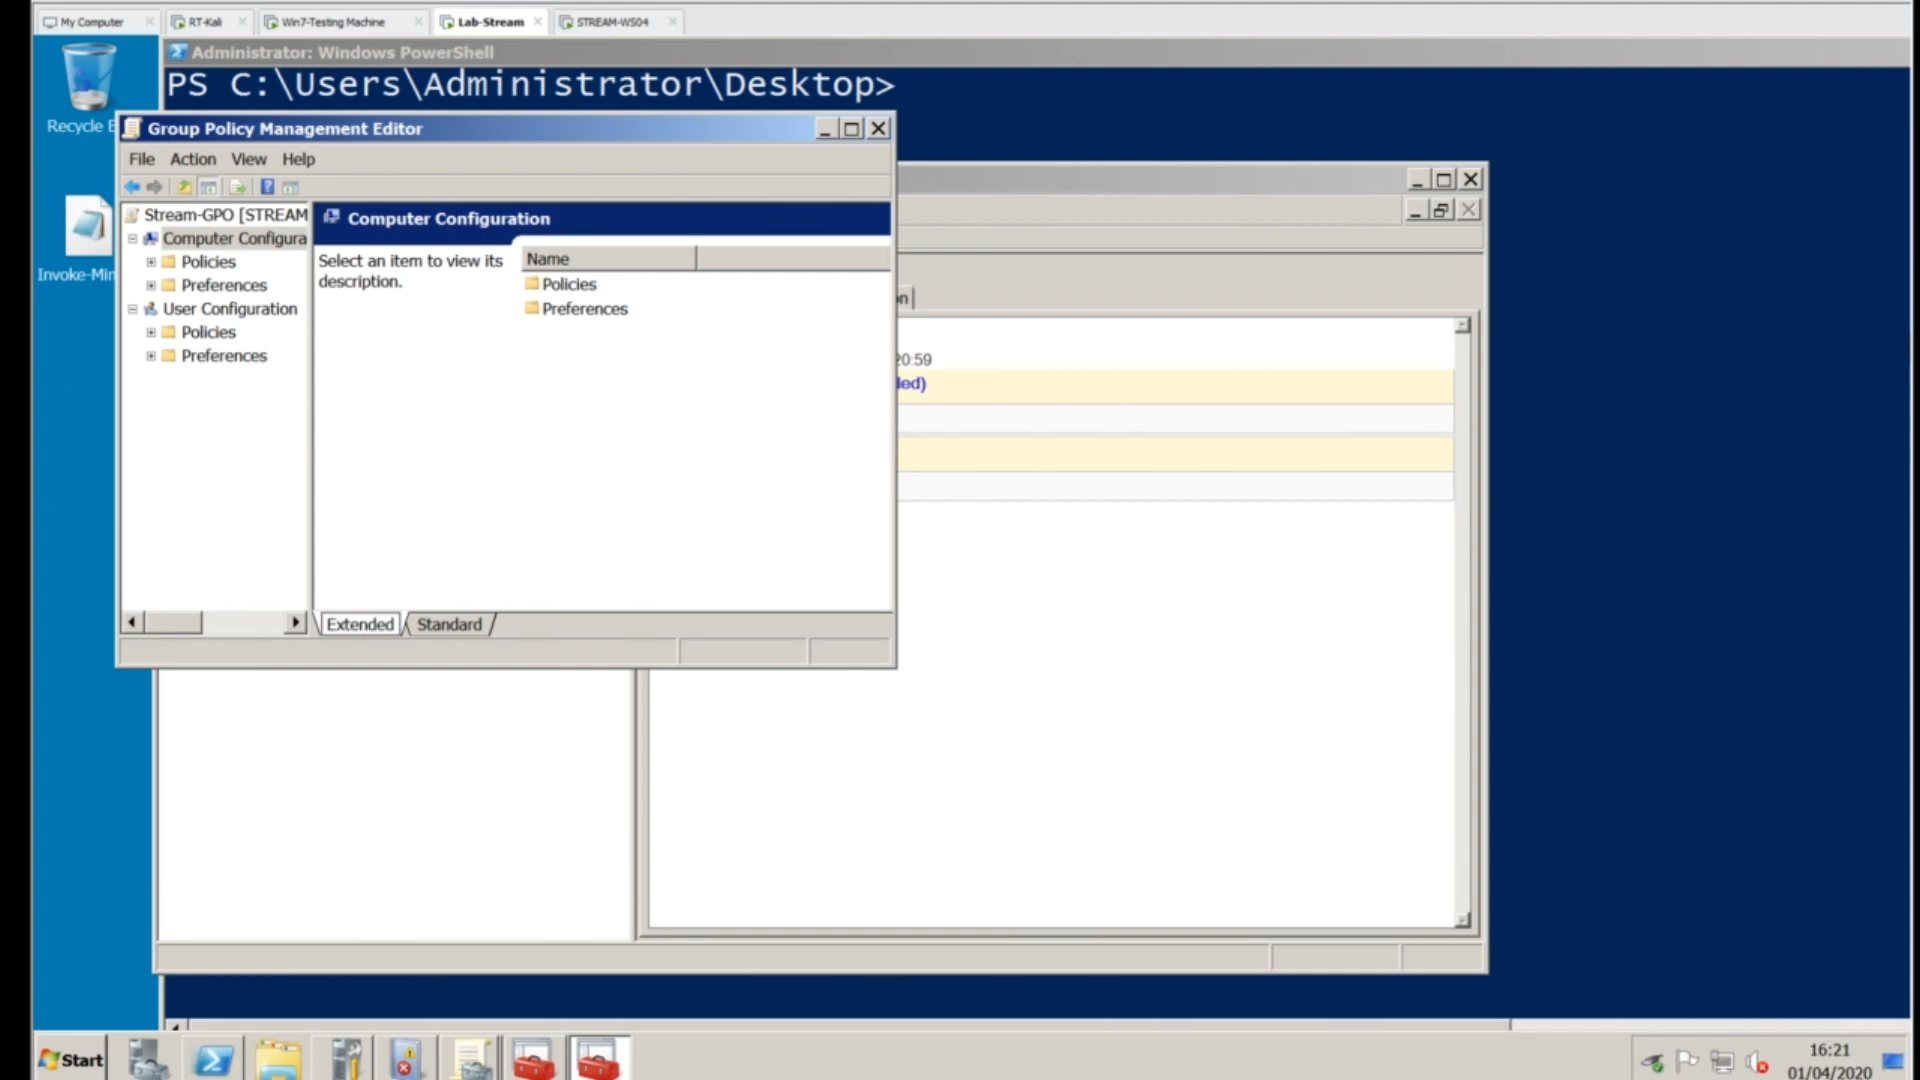 My Computer
RT-Kali
Win7-Testing Machine
Lab-Stream
STREAM-WS04
Administrator: Windows PowerShell
PS C:\Users\Administrator\Desktop>
Recycle
Group Policy Management Editor
File Action View Help
Stream-GPO [STREAM
Computer Configura
Policies
Preferences
User Configuration
Policies
Preferences
Computer Configuration
Select an item to view its
description.
Name
Policies
Preferences
Extended
Standard
Invoke-Mim
20:59
led)
Start
16:21
01/04/2020